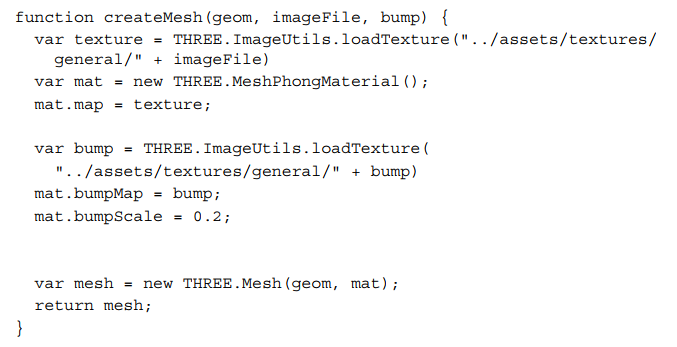 function createMesh(geom, imageFile, bump) {
  var texture = THREE.ImageUtils.loadTexture("../assets/textures/
    general/" + imageFile)
  var mat = new THREE.MeshPhongMaterial();
  mat.map = texture;

  var bump = THREE.ImageUtils.loadTexture(
    "../assets/textures/general/" + bump)
  mat.bumpMap = bump;
  mat.bumpScale = 0.2;

  var mesh = new THREE.Mesh(geom, mat);
  return mesh;
}